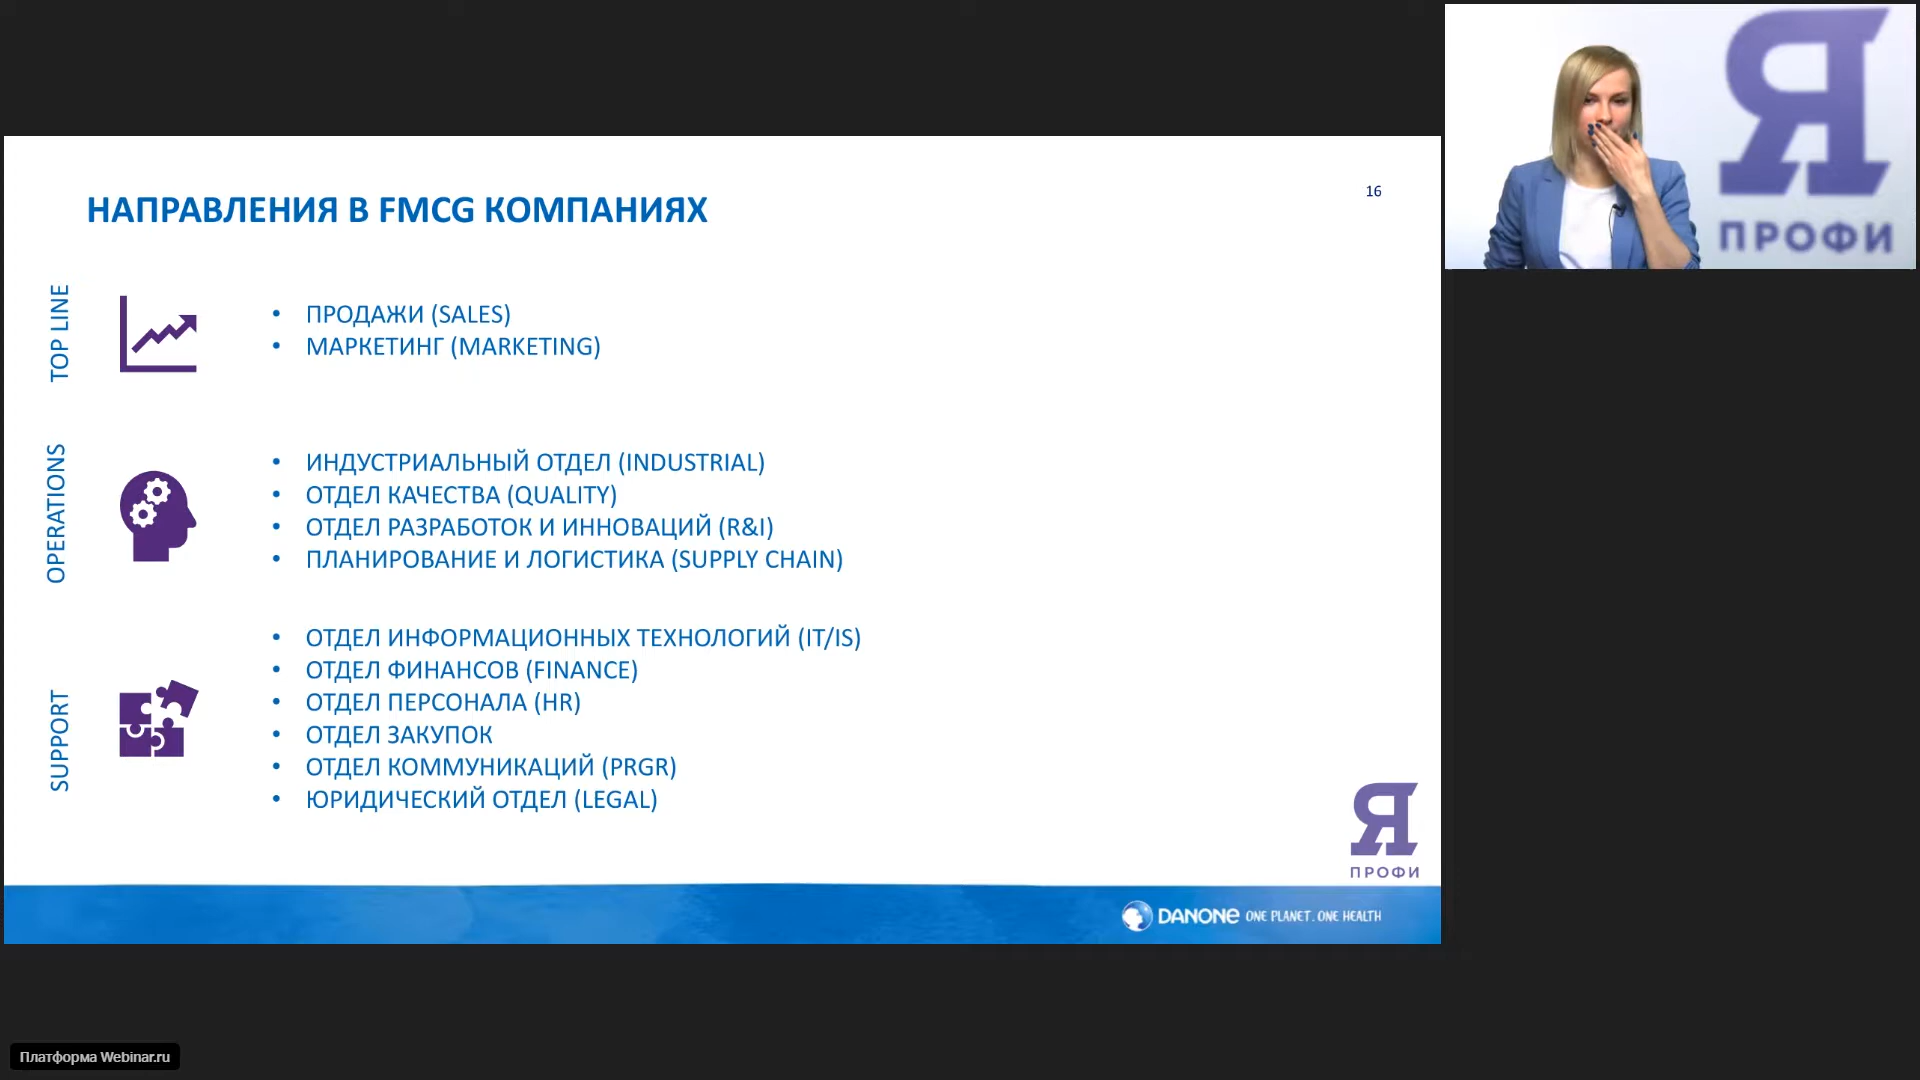 НАПРАВЛЕНИЯ В FMCG КОМПАНИЯХ
16
TOP LINE
ПРОДАЖИ (SALES)
МАРКЕТИНГ (MARKETING)
OPERATIONS
ИНДУСТРИАЛЬНЫЙ ОТДЕЛ (INDUSTRIAL)
ОТДЕЛ КАЧЕСТВА (QUALITY)
ОТДЕЛ РАЗРАБОТОК И ИННОВАЦИЙ (R&I)
ПЛАНИРОВАНИЕ И ЛОГИСТИКА (SUPPLY CHAIN)
SUPPORT
ОТДЕЛ ИНФОРМАЦИОННЫХ ТЕХНОЛОГИЙ (IT/IS)
ОТДЕЛ ФИНАНСОВ (FINANCE)
ОТДЕЛ ПЕРСОНАЛА (HR)
ОТДЕЛ ЗАКУПОК
ОТДЕЛ КОММУНИКАЦИЙ (PRGR)
ЮРИДИЧЕСКИЙ ОТДЕЛ (LEGAL)
Я
ПРОФИ
DANONE ONE PLANET. ONE HEALTH
Я
ПРОФИ
Платформа Webinar.ru